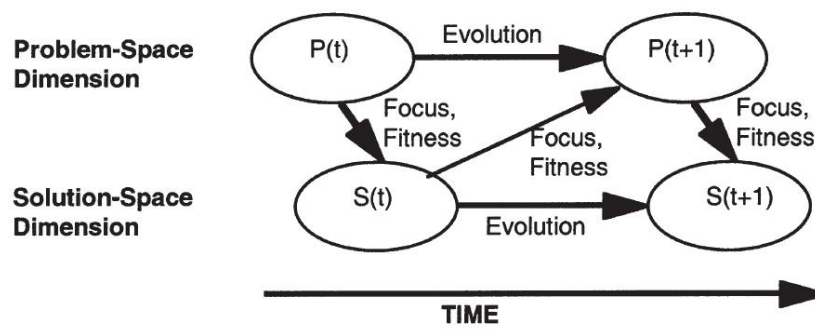 Problem-Space
Dimension
P(t)
Evolution
P(t+1)
Focus,
Fitness
Focus,
Fitness
Focus,
Fitness
Solution-Space
Dimension
S(t)
Evolution
S(t+1)
TIME